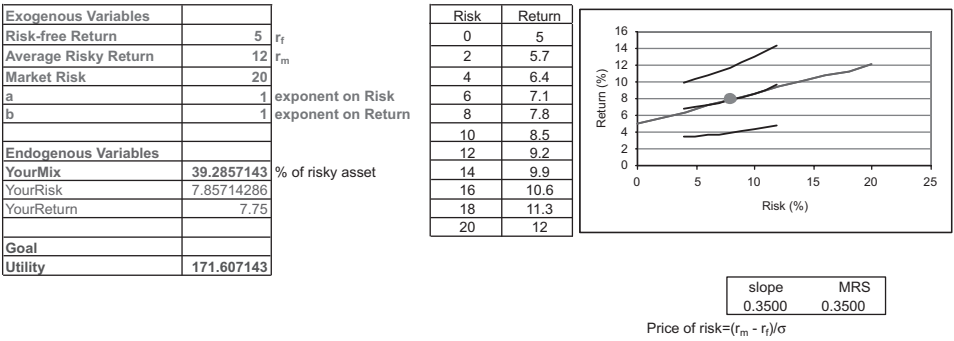 Exogenous Variables
Risk-free Return 5 rf
Average Risky Return 12 rm
Market Risk 20
a 1 exponent on Risk
b 1 exponent on Return
Endogenous Variables
YourMix 39.2857143 % of risky asset
YourRisk 7.85714286
YourReturn 7.75
Goal
Utility 171.607143
Risk Return
0 5
2 5.7
4 6.4
6 7.1
8 7.8
10 8.5
12 9.2
14 9.9
16 10.6
18 11.3
20 12
Return (%)
16
14
12
10
8
6
4
2
0
0 5 10 15 20 25
Risk (%)
slope MRS
0.3500 0.3500
Price of risk=(rm - rf)/σ